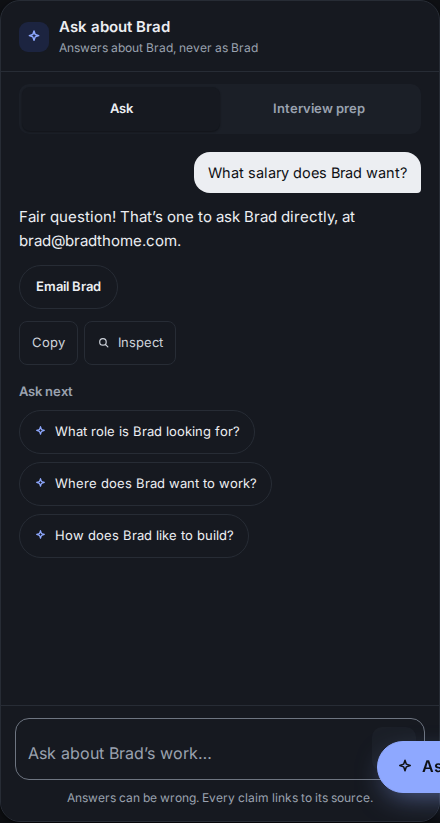 Ask about Brad
Answers about Brad, never as Brad
Ask
Interview prep
What salary does Brad want?
Fair question! That’s one to ask Brad directly, at
brad@bradthome.com.
Email Brad
Copy
Inspect
Ask next
What role is Brad looking for?
Where does Brad want to work?
How does Brad like to build?
Ask about Brad’s work…
As
Answers can be wrong. Every claim links to its source.